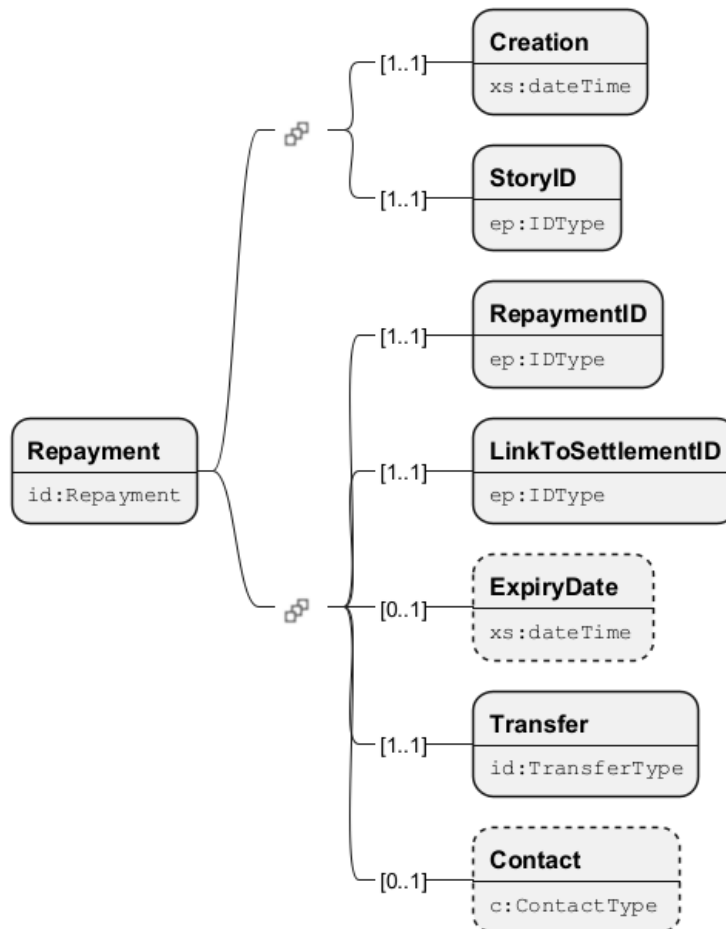 [1..1]
Creation
xs:dateTime
[1..1]
StoryID
ep:IDType
[1..1]
RepaymentID
ep:IDType
Repayment
id:Repayment
[1..1]
LinkToSettlementID
ep:IDType
[0..1]
ExpiryDate
xs:dateTime
[1..1]
Transfer
id:TransferType
[0..1]
Contact
c:ContactType